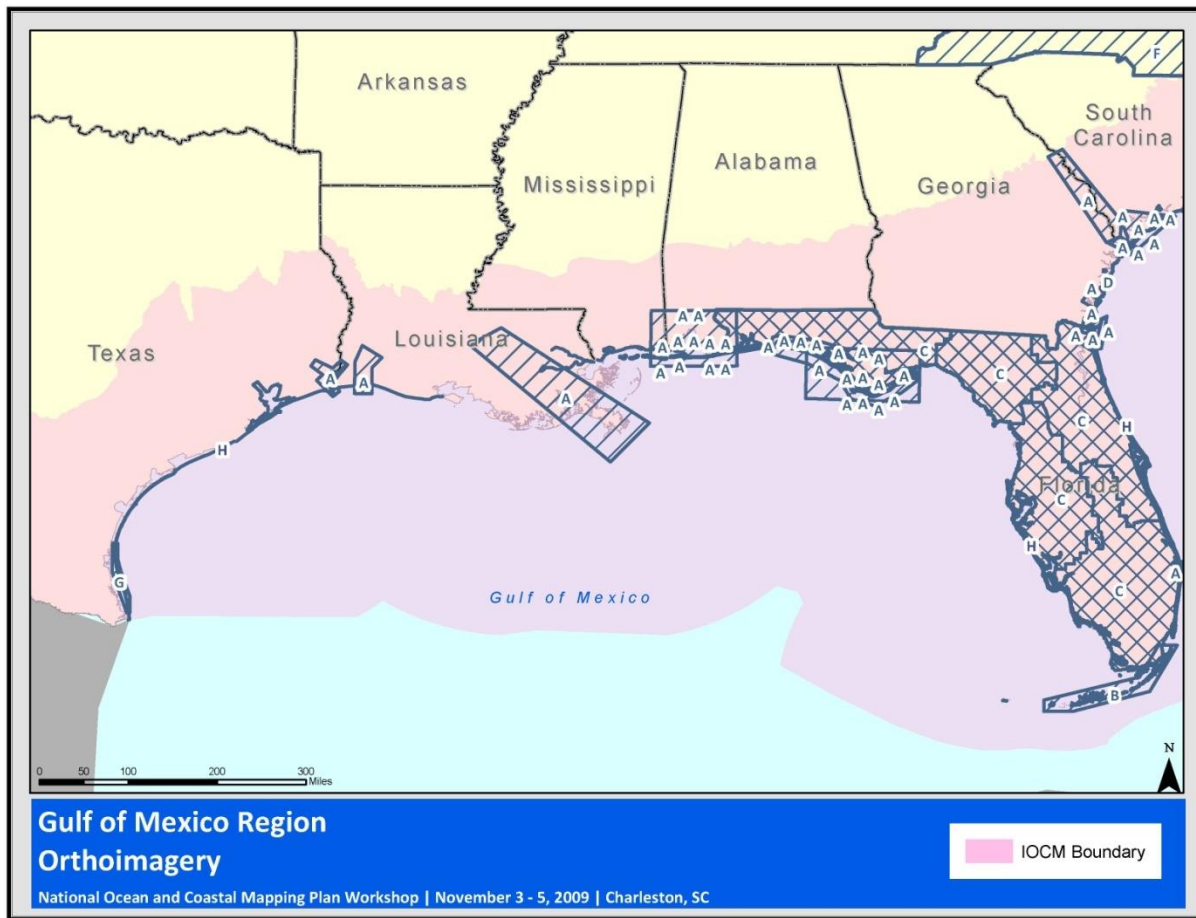 F
Arkansas
South
Carolina
Alabama
Mississippi
Georgia
A
A
A A
A
A
A
A
A D
A
A A
A A
A A A A A
A A
A A
A A A A
A A A
A
A A A A
A A A A
C
Texas
Louisiana
A
A
A
C
C
H
H
Florida
C
H
A
C
G
Gulf of Mexico
B
N
0 50 100 200 300
Miles
Gulf of Mexico Region
Orthoimagery
National Ocean and Coastal Mapping Plan Workshop | November 3 - 5, 2009 | Charleston, SC
IOCM Boundary